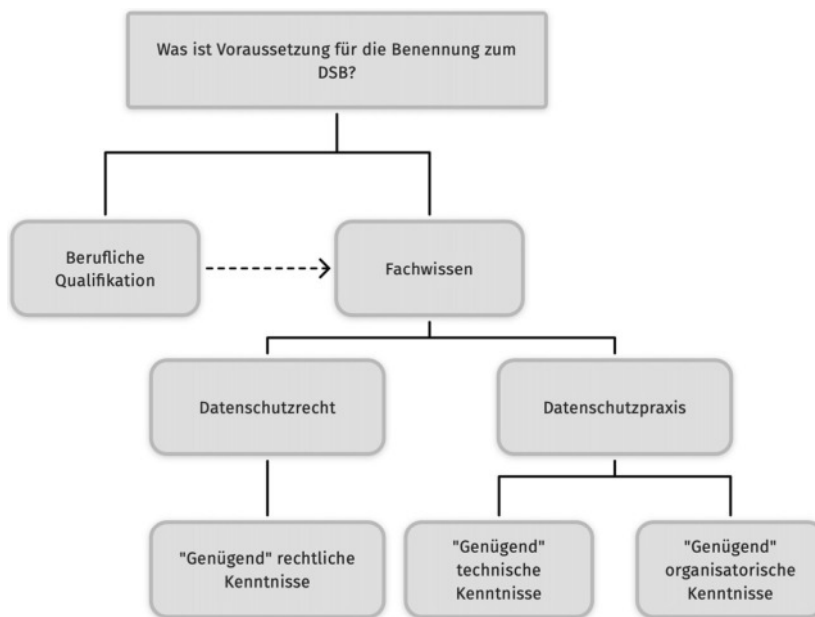 Was ist Voraussetzung für die Benennung zum
DSB?
Berufliche
Qualifikation
Fachwissen
Datenschutzrecht
Datenschutzpraxis
"Genügend" rechtliche
Kenntnisse
"Genügend"
technische
Kenntnisse
"Genügend"
organisatorische
Kenntnisse